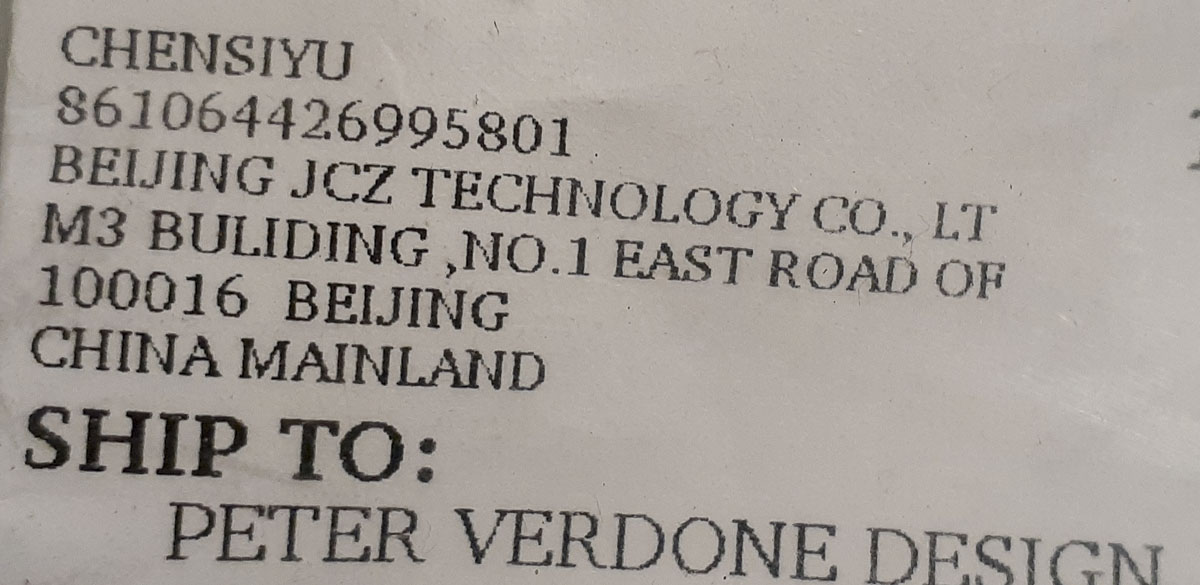 CHENSIYU
861064426995801
BEIJING JCZ TECHNOLOGY CO., LT
M3 BULIDING ,NO.1 EAST ROAD OF
100016 BEIJING
CHINA MAINLAND
SHIP TO:
PETER VERDONE DESIGN